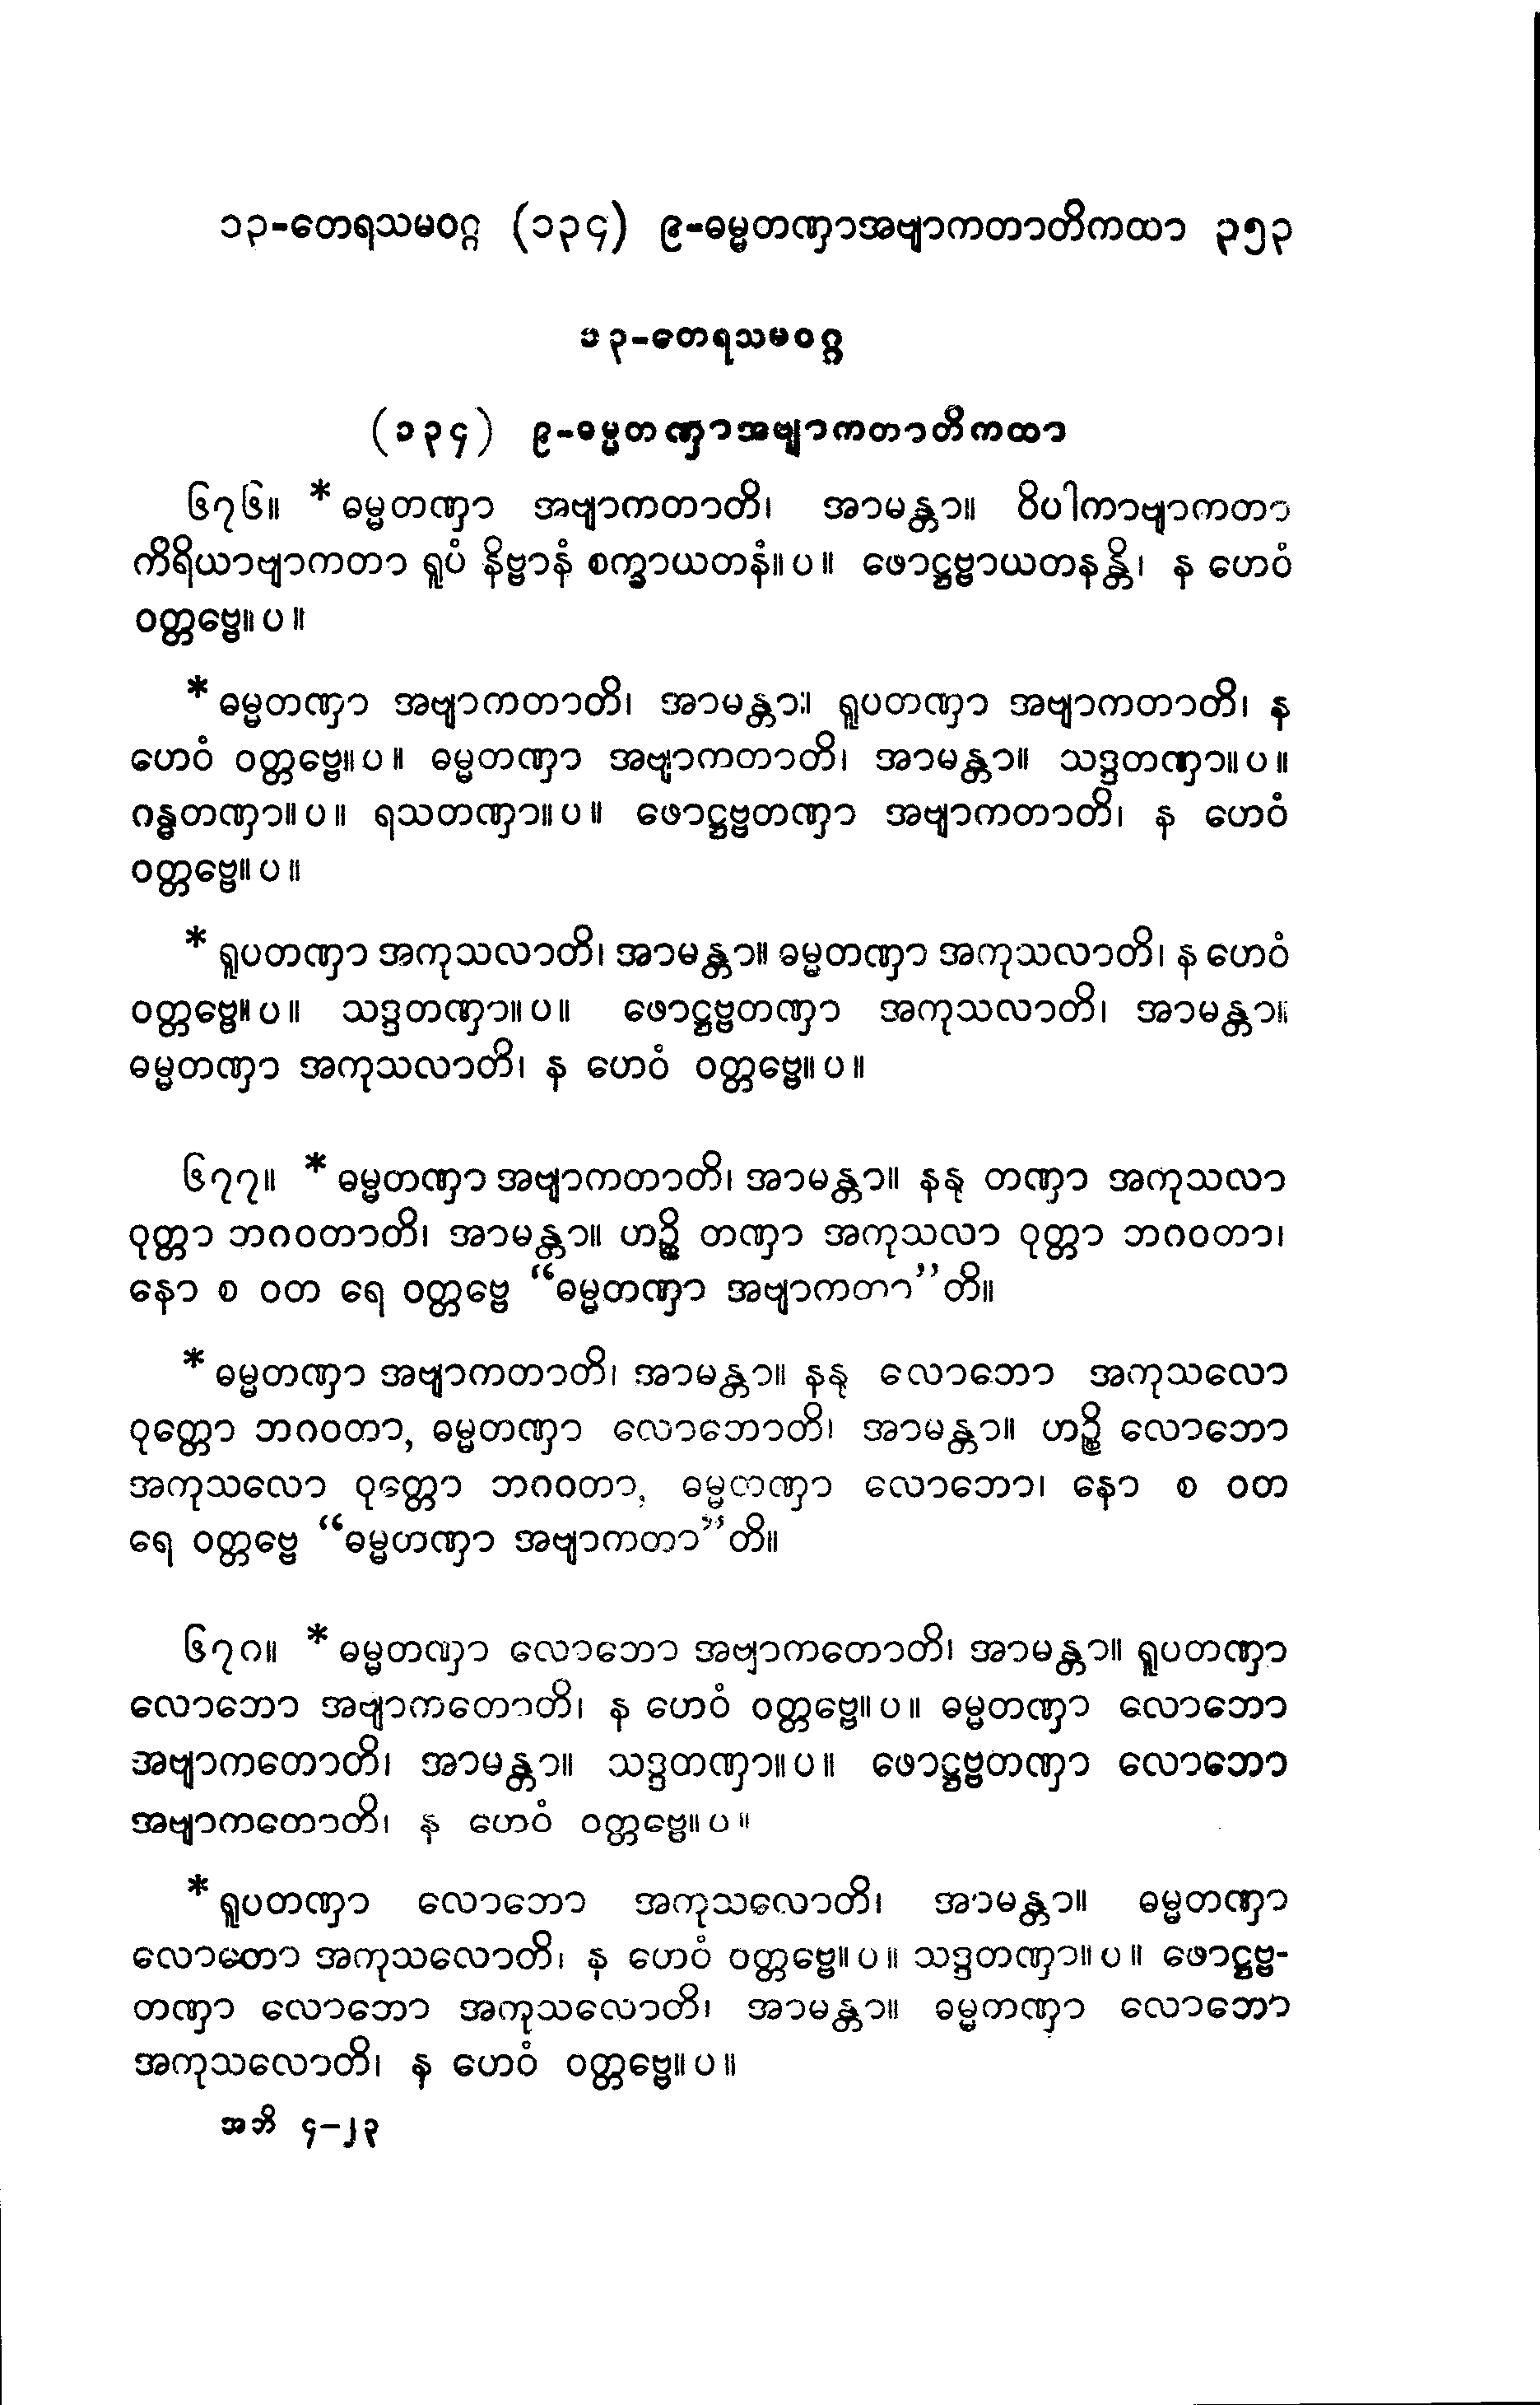 ၁၃-တေရသမဝဂ္ဂ (၁၃၄) ၉-ဓမ္မတဏှာအဗျာကတာတိကထာ ၃၅၃
၁၃-တေရသမဝဂ္ဂ
(၁၃၄) ၉-ဓမ္မတဏှာအဗျာကတာတိကထာ
၆၇၆။ *ဓမ္မတဏှာ အဗျာကတာတိ၊ အာမန္တာ။ ဝိပါကာဗျာကတာ
ကိရိယာဗျာကတာ ရူပံ နိဗ္ဗာနံ စက္ခာယတနံ။ပ။ ဖောဋ္ဌဗ္ဗာယတနန္တိ၊ န ဟေဝံ
ဝတ္တဗ္ဗေ။ပ။
*ဓမ္မတဏှာ အဗျာကတာတိ၊ အာမန္တာ။ ရူပတဏှာ အဗျာကတာတိ၊ န
ဟေဝံ ဝတ္တဗ္ဗေ။ပ။ ဓမ္မတဏှာ အဗျာကတာတိ၊ အာမန္တာ။ သဒ္ဒတဏှာ။ပ။
ဂန္ဓတဏှာ။ပ။ ရသတဏှာ။ပ။ ဖောဋ္ဌဗ္ဗတဏှာ အဗျာကတာတိ၊ န ဟေဝံ
ဝတ္တဗ္ဗေ။ပ။
*ရူပတဏှာ အကုသလာတိ၊ အာမန္တာ။ ဓမ္မတဏှာ အကုသလာတိ၊ န ဟေဝံ
ဝတ္တဗ္ဗေ။ပ။ သဒ္ဒတဏှာ။ပ။ ဖောဋ္ဌဗ္ဗတဏှာ အကုသလာတိ၊ အာမန္တာ။
ဓမ္မတဏှာ အကုသလာတိ၊ န ဟေဝံ ဝတ္တဗ္ဗေ။ပ။
၆၇၇။ *ဓမ္မတဏှာ အဗျာကတာတိ၊ အာမန္တာ။ နနု တဏှာ အကုသလာ
ဝုတ္တာ ဘဂဝတာတိ၊ အာမန္တာ။ ဟဉ္စိ တဏှာ အကုသလာ ဝုတ္တာ ဘဂဝတာ၊
နော စ ဝတ ရေ ဝတ္တဗ္ဗေ “ဓမ္မတဏှာ အဗျာကတာ”တိ။
*ဓမ္မတဏှာ အဗျာကတာတိ၊ အာမန္တာ။ နနု လောဘော အကုသလော
ဝုတ္တော ဘဂဝတာ, ဓမ္မတဏှာ လောဘောတိ၊ အာမန္တာ။ ဟဉ္စိ လောဘော
အကုသလော ဝုတ္တော ဘဂဝတာ, ဓမ္မတဏှာ လောဘော၊ နော စ ဝတ
ရေ ဝတ္တဗ္ဗေ “ဓမ္မတဏှာ အဗျာကတာ”တိ။
၆၇၈။ *ဓမ္မတဏှာ လောဘော အဗျာကတောတိ၊ အာမန္တာ။ ရူပတဏှာ
လောဘော အဗျာကတောတိ၊ န ဟေဝံ ဝတ္တဗ္ဗေ။ပ။ ဓမ္မတဏှာ လောဘော
အဗျာကတောတိ၊ အာမန္တာ။ သဒ္ဒတဏှာ။ပ။ ဖောဋ္ဌဗ္ဗတဏှာ လောဘော
အဗျာကတောတိ၊ န ဟေဝံ ဝတ္တဗ္ဗေ။ပ။
*ရူပတဏှာ လောဘော အကုသလောတိ၊ အာမန္တာ။ ဓမ္မတဏှာ
လောဘော အကုသလောတိ၊ န ဟေဝံ ဝတ္တဗ္ဗေ။ပ။ သဒ္ဒတဏှာ။ပ။ ဖောဋ္ဌဗ္ဗ-
တဏှာ လောဘော အကုသလောတိ၊ အာမန္တာ။ ဓမ္မတဏှာ လောဘော
အကုသလောတိ၊ န ဟေဝံ ဝတ္တဗ္ဗေ။ပ။
အဘိ ၄-၂၃